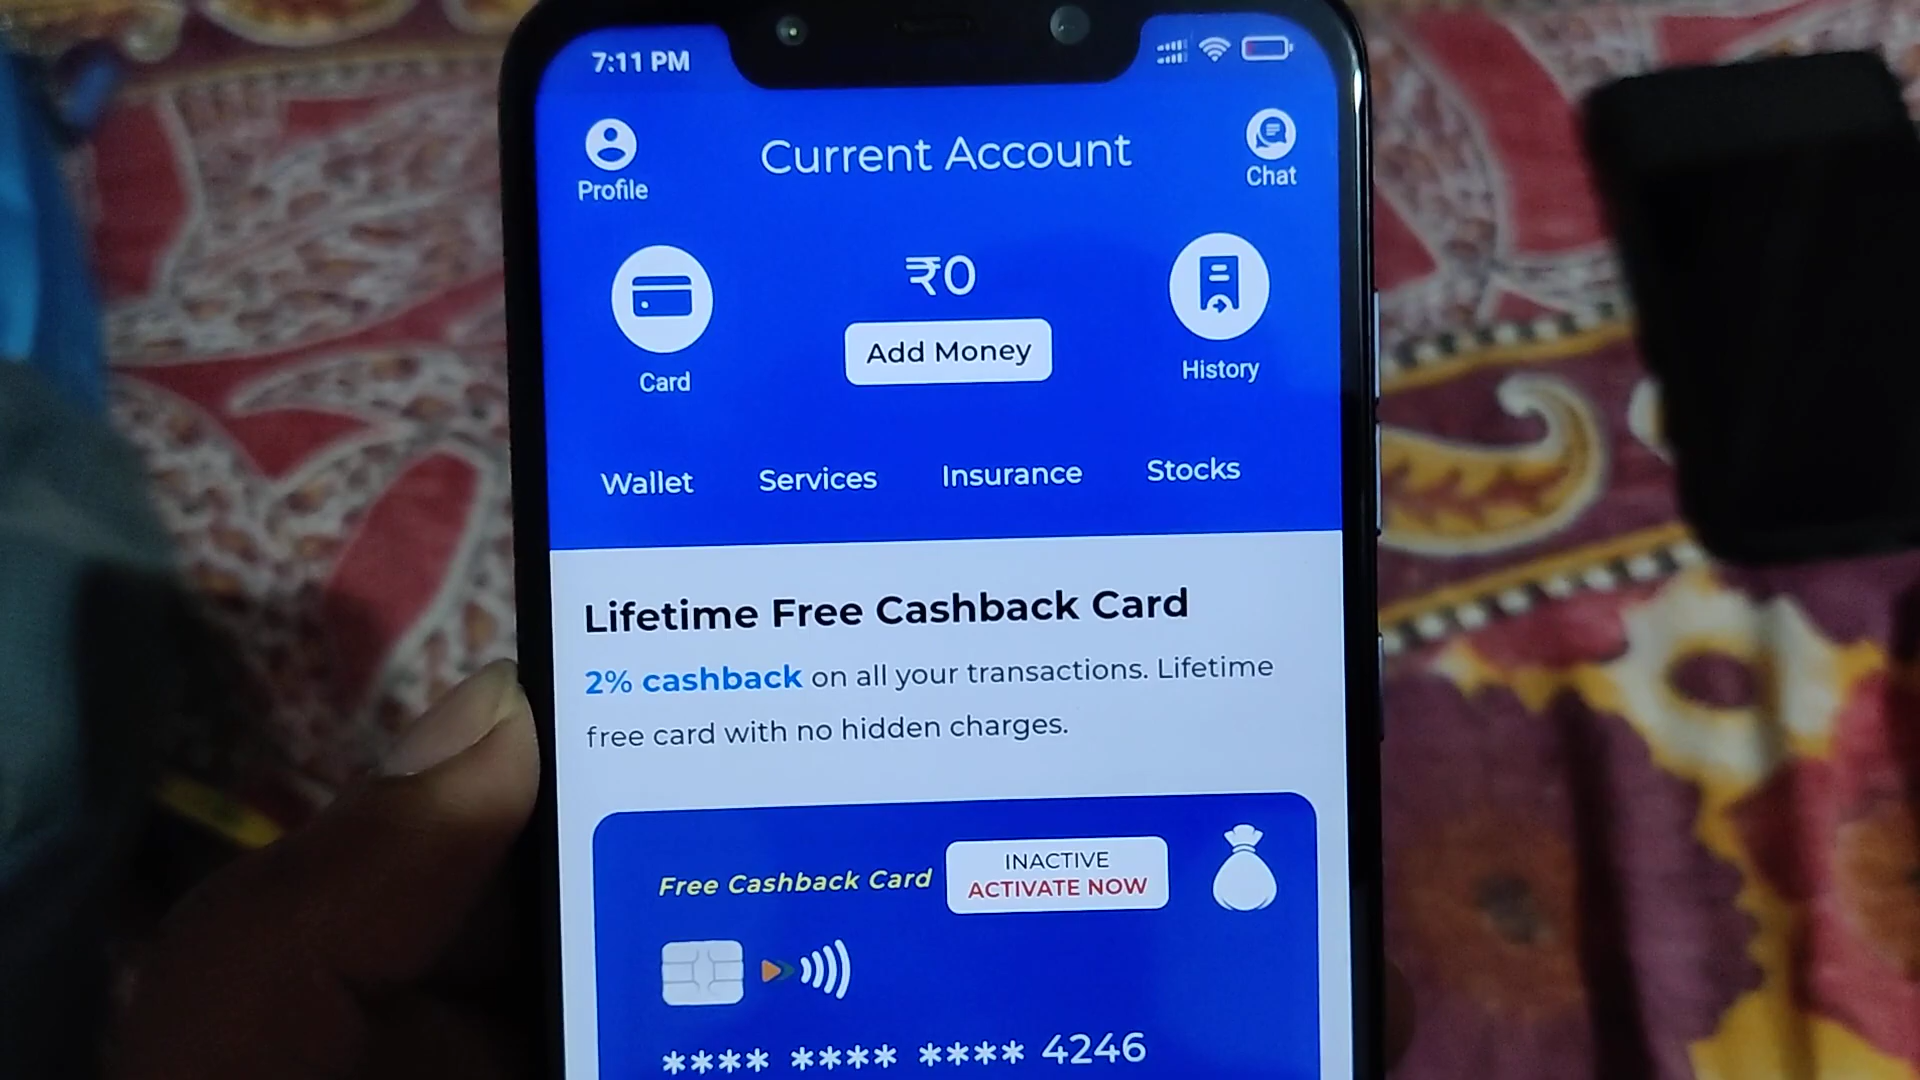 7:11 PM
Profile
Current Account
Chat
₹0
Add Money
Card
History
Wallet
Services
Insurance
Stocks
Lifetime Free Cashback Card
2% cashback on all your transactions. Lifetime
free card with no hidden charges.
Free Cashback Card
INACTIVE
ACTIVATE NOW
**** **** **** 4246